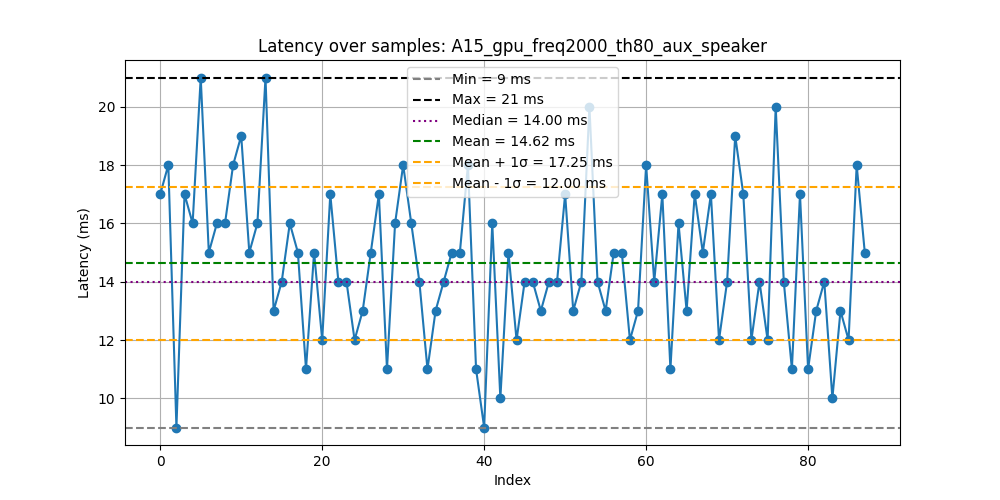 Latency over samples: A15_gpu_freq2000_th80_aux_speaker
Min = 9 ms
Max = 21 ms
Median = 14.00 ms
Mean = 14.62 ms
Mean + 1σ = 17.25 ms
Mean - 1σ = 12.00 ms
Latency (ms)
20
18
16
14
12
10
0 20 40 60 80
Index